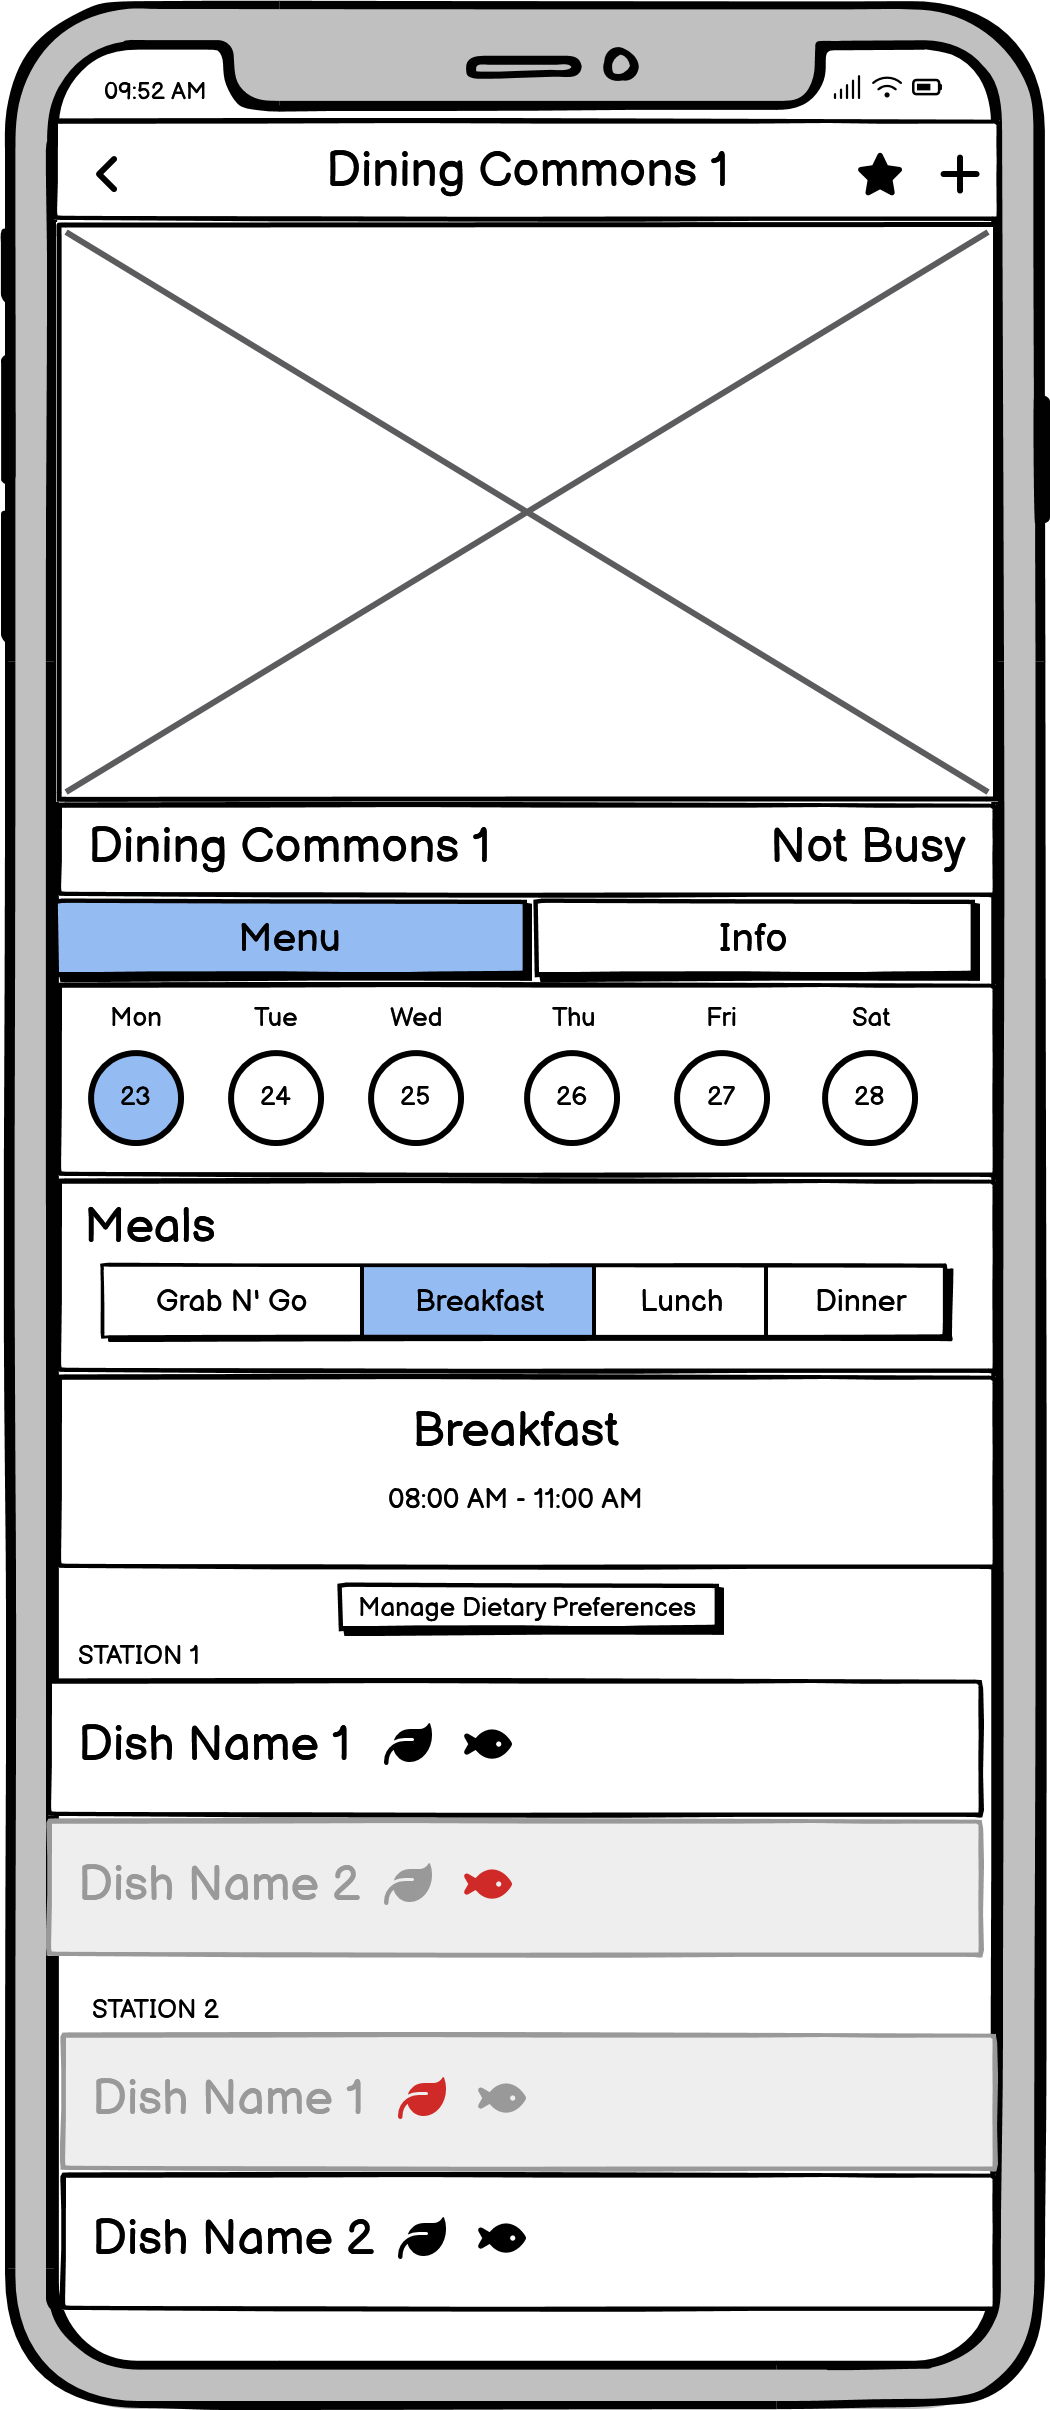 09:52 AM
Dining Commons 1
Dining Commons 1 Not Busy
Menu Info
Mon Tue Wed Thu Fri Sat
23 24 25 26 27 28
Meals
Grab N' Go Breakfast Lunch Dinner
Breakfast
08:00 AM - 11:00 AM
Manage Dietary Preferences
STATION 1
Dish Name 1
Dish Name 2
STATION 2
Dish Name 1
Dish Name 2